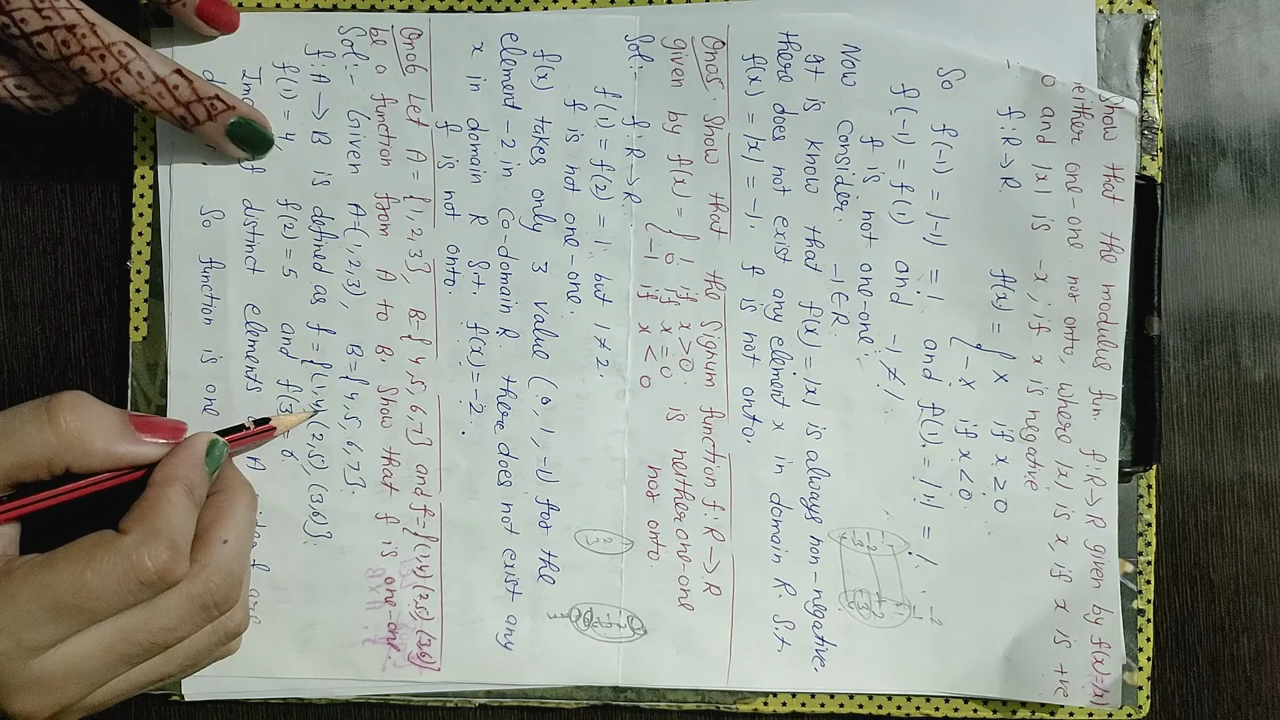 Show that the modulus fun. f:R→R given by f(x)=|x|
neither one-one nor onto, where |x| is x, if x is +ve
0 and |x| is -x, if x is negative
f:R→R f(x) = { x if x≥0
-x if x<0.
So f(-1) = |-1| = 1 and f(1) = |1| = 1
f(-1) = f(1) and -1 ≠ 1
f is not one-one.
Now consider -1∈R.
It is know that f(x) = |x| is always non-negative.
there does not exist any element x in domain R. S.t.
f(x) = |x| = -1, f is not onto.
Qno5. Show that the Signum function f:R→R
given by f(x) = { 1 if x>0.
0 if x=0 is neither one-one
-1 if x<0 not onto.
Sol:- f:R→R.
f(1) = f(2) = 1. but 1≠2.
f is not one-one.
f(x) takes only 3 value (0, 1, -1) for the
element -2 in Co-domain R there does not exist any
x in domain R S.t. f(x)=-2.
f is not onto.
Qno6 Let A={1,2,3}, B={4,5,6,7} and f={(1,4)(2,5)(3,6)}
be a function from A to B. Show that f is one-one.
Sol:- Given A={1,2,3}, B={4,5,6,7}.
f:A→B is defined as f={(1,4)(2,5)(3,6)}.
f(1)=4, f(2)=5 and f(3)=6
f distinct elements A
So function is one